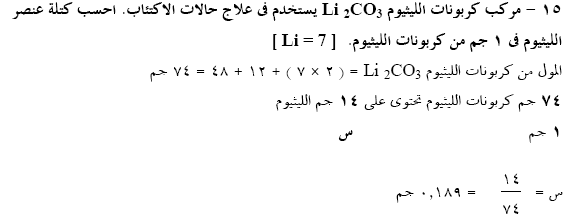 ١٥ – مركب كربونات الليثيوم Li 2CO3 يستخدم فى علاج حالات الاكتئاب. احسب كتلة عنصر
الليثيوم فى ١ جم من كربونات الليثيوم. [ Li = 7 ]
المول من كربونات الليثيوم Li 2CO3 = ( ٢ × ٧ ) + ١٢ + ٤٨ = ٧٤ جم
٧٤ جم كربونات الليثيوم تحتوى على ١٤ جم الليثيوم
١ جم س
١٤
س = ــــــ = ٠,١٨٩ جم
٧٤